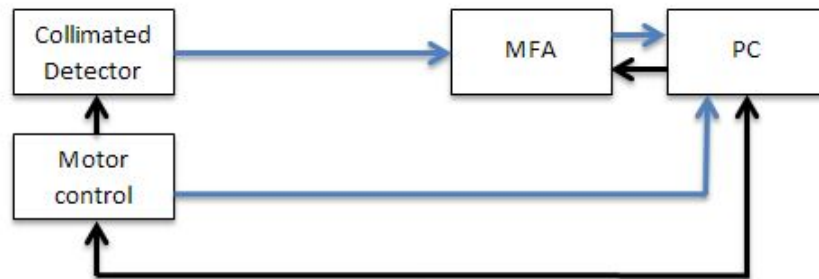 Collimated
Detector
MFA
PC
Motor
control